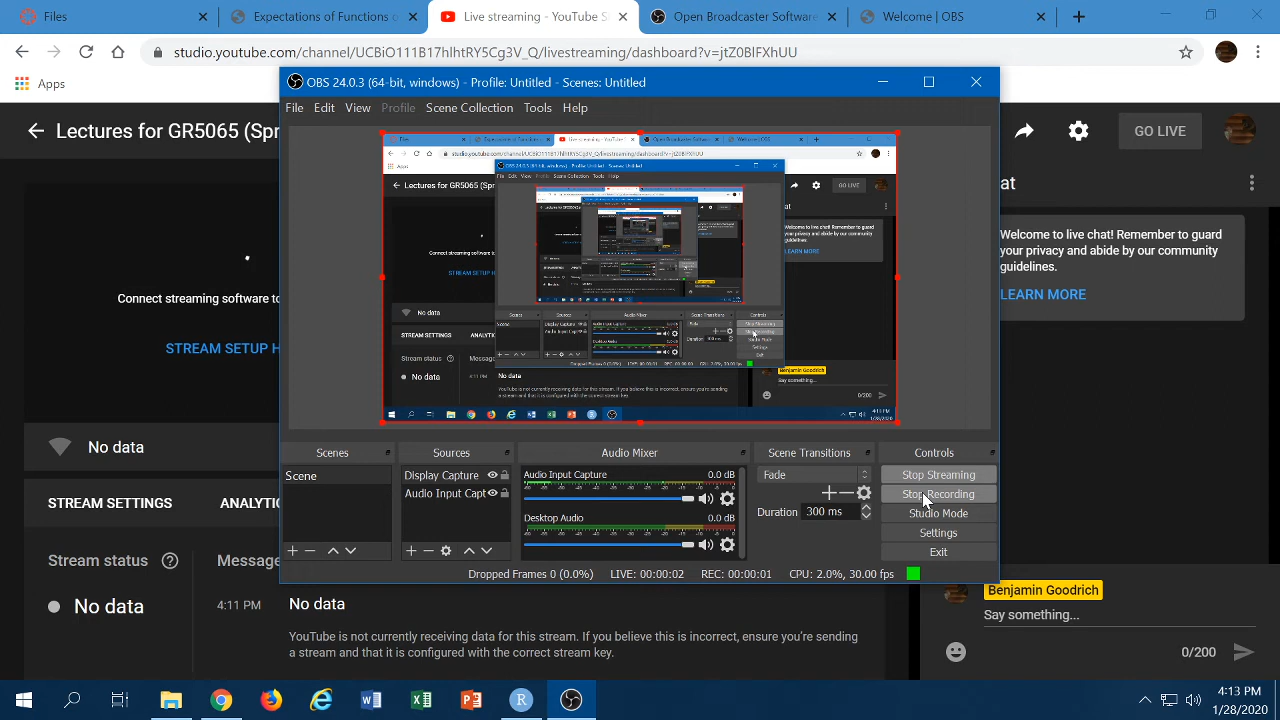 Files
Expectations of Functions o
Live streaming - YouTube S
Open Broadcaster Software
Welcome | OBS
studio.youtube.com/channel/UCBiO111B17hIhtRY5Cg3V_Q/livestreaming/dashboard?v=jtZ0BlFXhUU
Apps
OBS 24.0.3 (64-bit, windows) - Profile: Untitled - Scenes: Untitled
File Edit View Profile Scene Collection Tools Help
Lectures for GR5065 (Spr
GO LIVE
at
Welcome to live chat! Remember to guard
your privacy and abide by our community
guidelines.
LEARN MORE
Connect streaming software to
STREAM SETUP H
No data
STREAM SETTINGS
Stream status
Message
No data
4:11 PM
No data
YouTube is not currently receiving data for this stream. If you believe this is incorrect, ensure you're sending
a stream and that it is configured with the correct stream key.
Scenes
Scene
Sources
Display Capture
Audio Input Capt
Audio Mixer
Audio Input Capture 0.0 dB
Desktop Audio 0.0 dB
Scene Transitions
Fade
Duration 300 ms
Controls
Stop Streaming
Stop Recording
Studio Mode
Settings
Exit
Dropped Frames 0 (0.0%) LIVE: 00:00:02 REC: 00:00:01 CPU: 2.0%, 30.00 fps
Benjamin Goodrich
Say something...
0/200
4:13 PM
1/28/2020